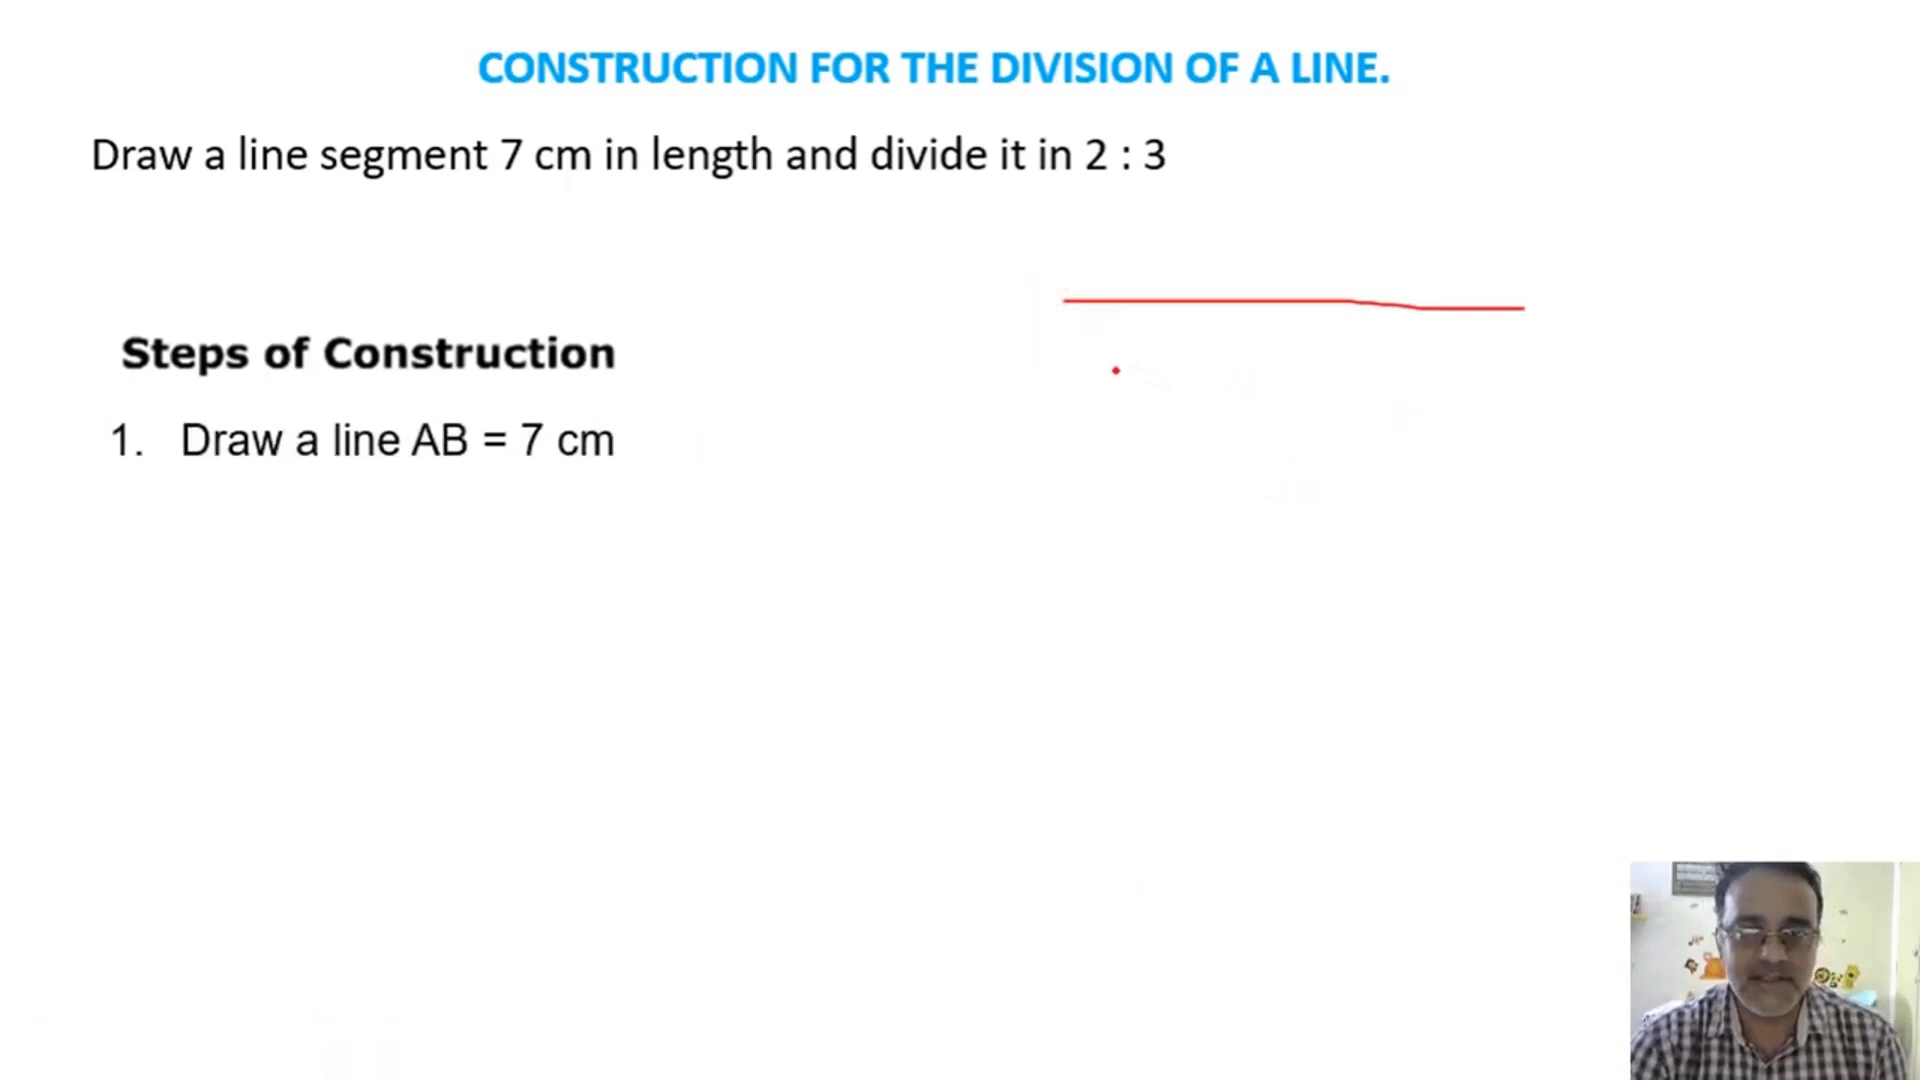 CONSTRUCTION FOR THE DIVISION OF A LINE.
Draw a line segment 7 cm in length and divide it in 2 : 3
Steps of Construction
1. Draw a line AB = 7 cm